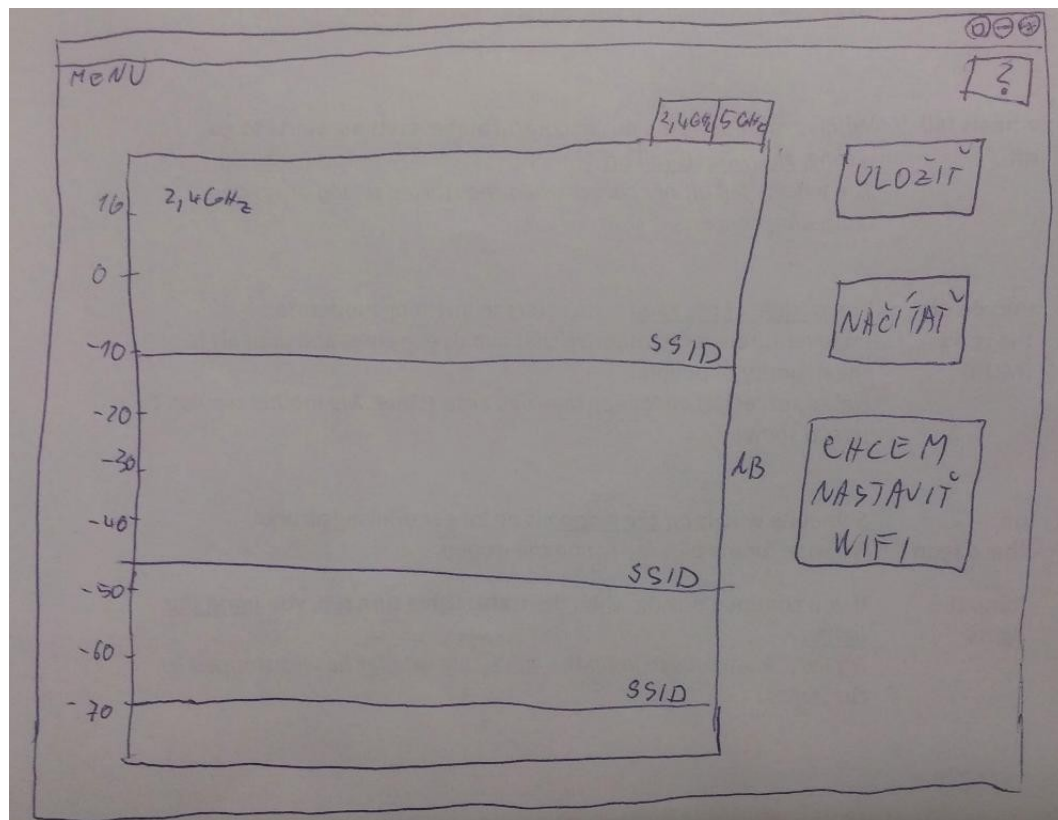 MENU
?
2,4GHz 5GHz
ULOŽIŤ
16
2,4GHz
0
NAČÍTAŤ
-10
SSID
-20
-30
dB
CHCEM
NASTAVIŤ
WIFI
-40
SSID
-50
-60
SSID
-70